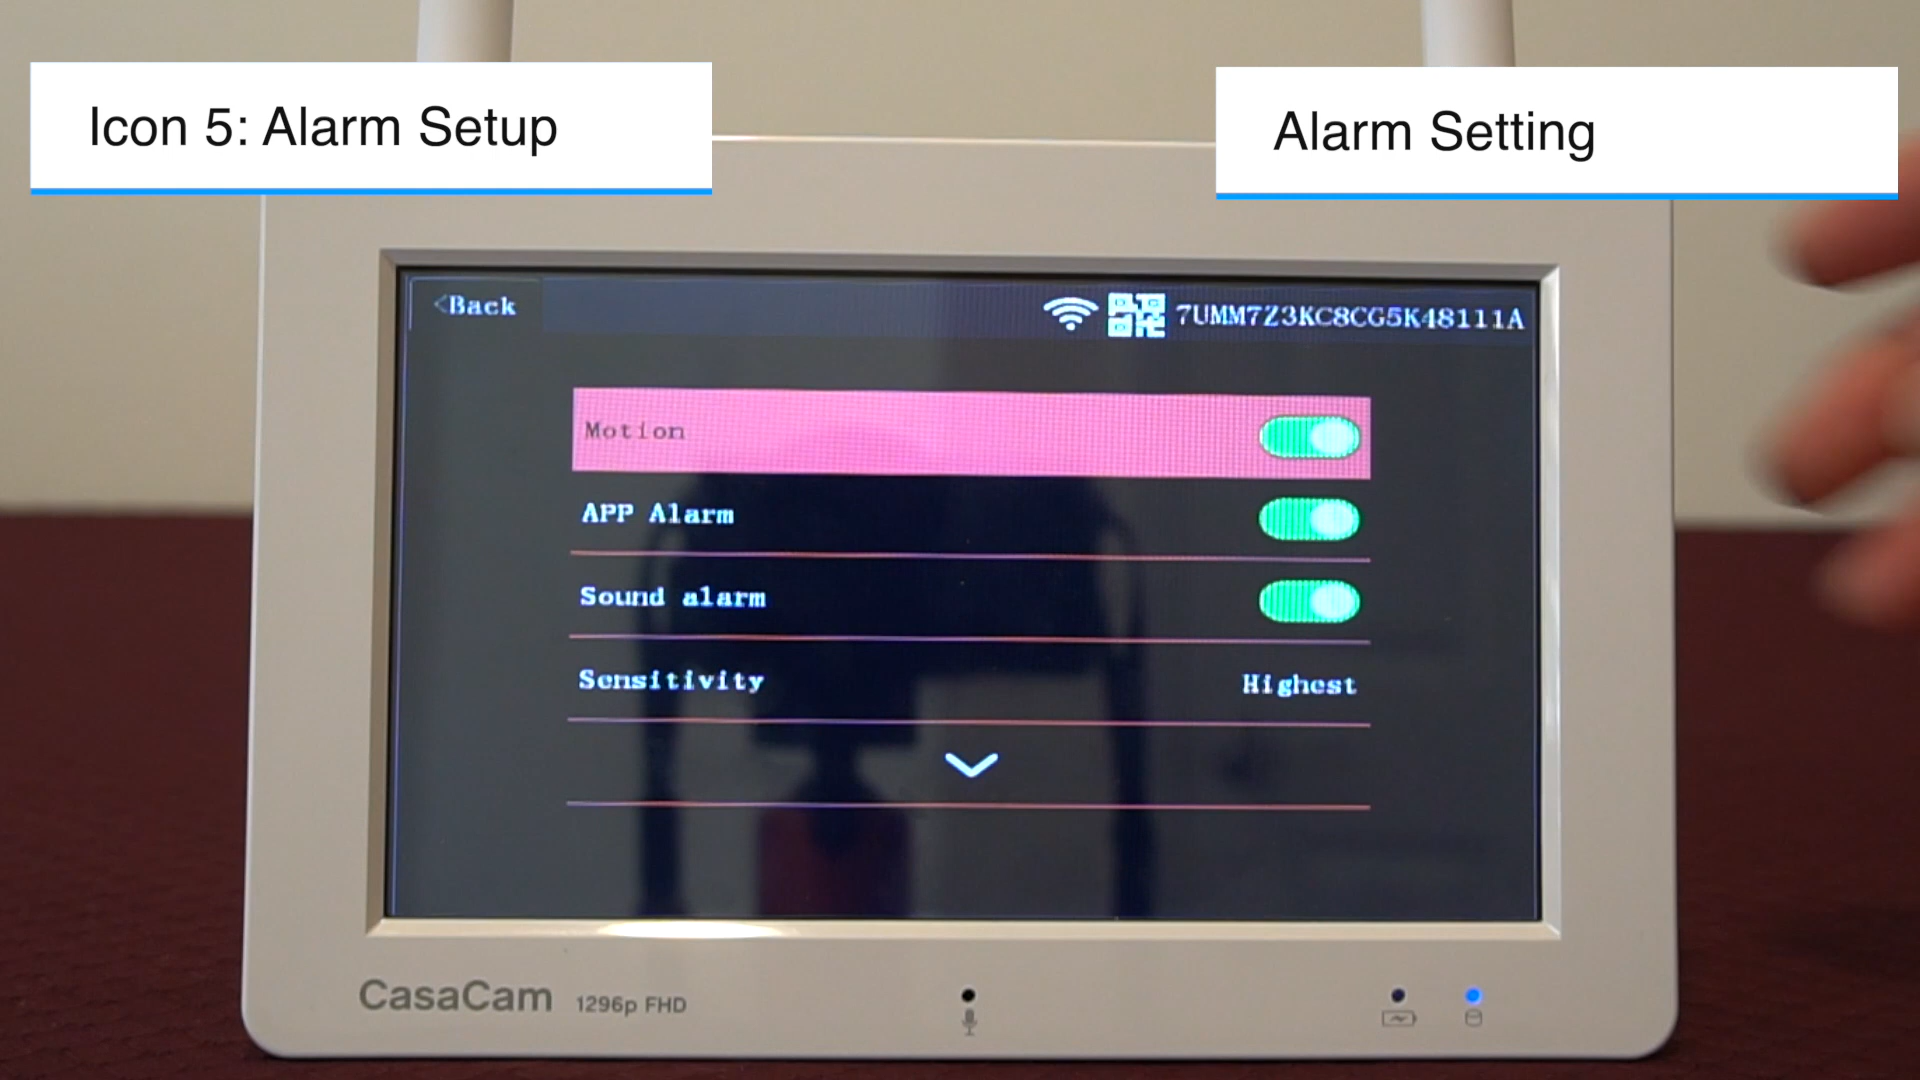 Icon 5: Alarm Setup
Alarm Setting
<Back
7UMM7Z3KC8CG5K48111A
Motion
APP Alarm
Sound alarm
Sensitivity
Highest
CasaCam 1296p FHD